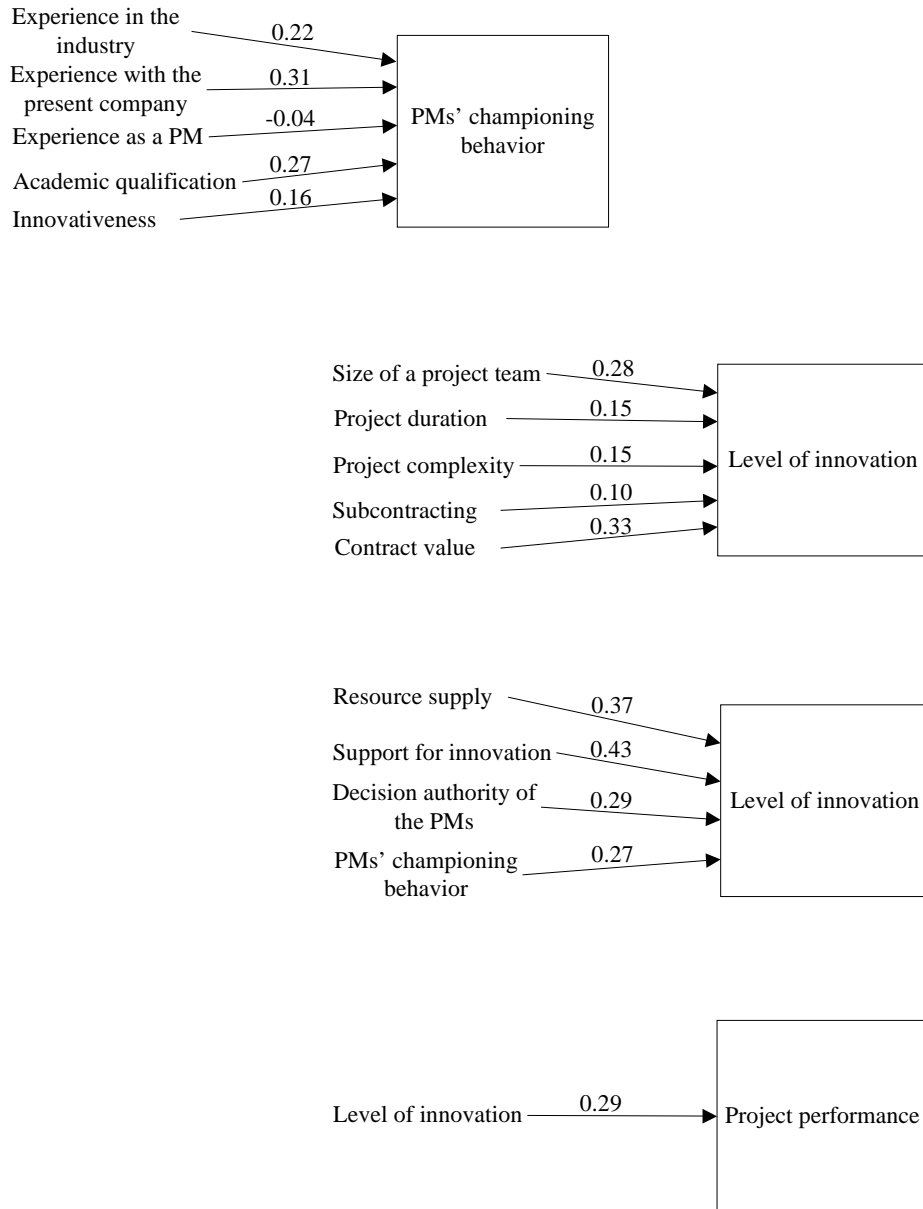 Experience in the
industry
0.22
Experience with the
present company
0.31
Experience as a PM
-0.04
Academic qualification
0.27
Innovativeness
0.16
PMs’ championing
behavior
Size of a project team
0.28
Project duration
0.15
Project complexity
0.15
Subcontracting
0.10
Contract value
0.33
Level of innovation
Resource supply
0.37
Support for innovation
0.43
Decision authority of
the PMs
0.29
PMs’ championing
behavior
0.27
Level of innovation
Level of innovation
0.29
Project performance